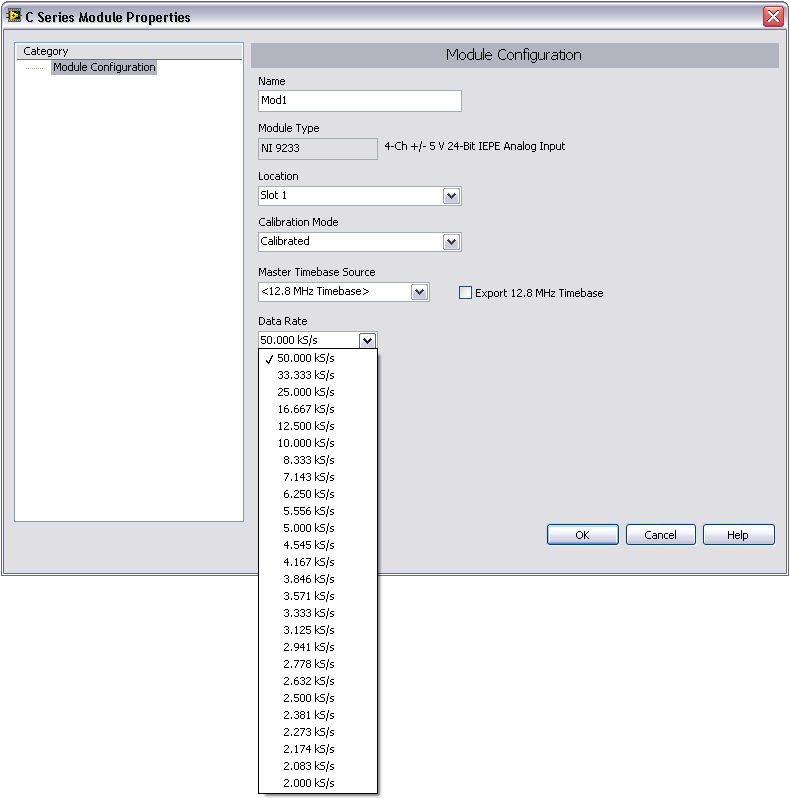 C Series Module Properties
Category
Module Configuration
Module Configuration
Name
Mod1
Module Type
NI 9233
4-Ch +/- 5 V 24-Bit IEPE Analog Input
Location
Slot 1
Calibration Mode
Calibrated
Master Timebase Source
<12.8 MHz Timebase>
Export 12.8 MHz Timebase
Data Rate
50.000 kS/s
50.000 kS/s
33.333 kS/s
25.000 kS/s
16.667 kS/s
12.500 kS/s
10.000 kS/s
8.333 kS/s
7.143 kS/s
6.250 kS/s
5.556 kS/s
5.000 kS/s
4.545 kS/s
4.167 kS/s
3.846 kS/s
3.571 kS/s
3.333 kS/s
3.125 kS/s
2.941 kS/s
2.778 kS/s
2.632 kS/s
2.500 kS/s
2.381 kS/s
2.273 kS/s
2.174 kS/s
2.083 kS/s
2.000 kS/s
OK
Cancel
Help